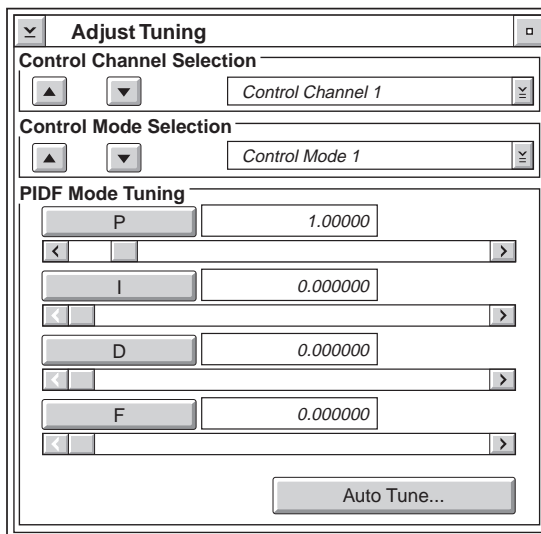 Adjust Tuning
Control Channel Selection
Control Channel 1
Control Mode Selection
Control Mode 1
PIDF Mode Tuning
P 1.00000
I 0.000000
D 0.000000
F 0.000000
Auto Tune...